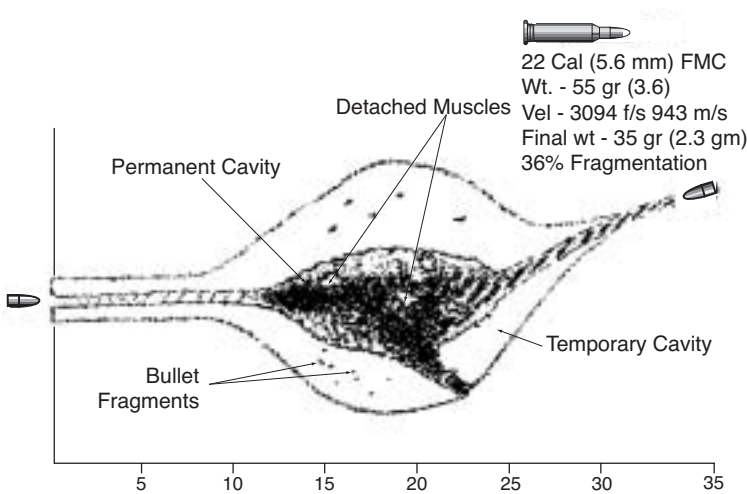 22 Cal (5.6 mm) FMC
Wt. - 55 gr (3.6)
Vel - 3094 f/s 943 m/s
Final wt - 35 gr (2.3 gm)
36% Fragmentation
Detached Muscles
Permanent Cavity
Temporary Cavity
Bullet
Fragments
5 10 15 20 25 30 35